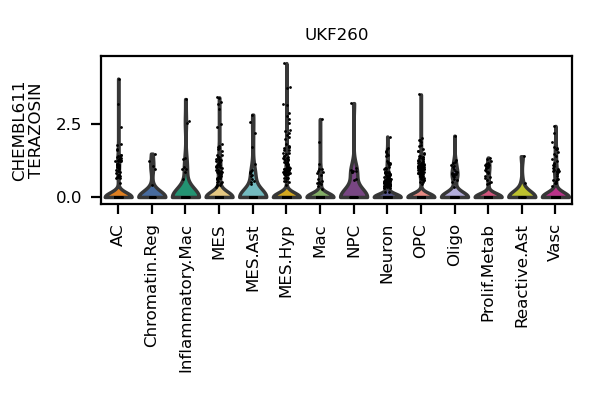 UKF260
CHEMBL611
TERAZOSIN
2.5
0.0
AC
Chromatin.Reg
Inflammatory.Mac
MES
MES.Ast
MES.Hyp
Mac
NPC
Neuron
OPC
Oligo
Prolif.Metab
Reactive.Ast
Vasc